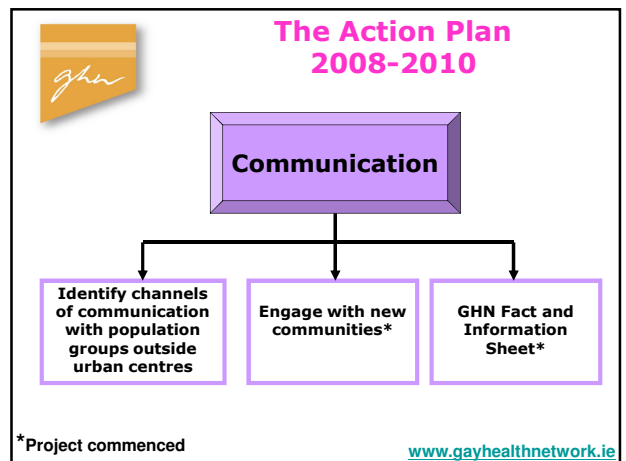 ghn
The Action Plan
2008-2010
Communication
Identify channels
of communication
with population
groups outside
urban centres
Engage with new
communities*
GHN Fact and
Information
Sheet*
*Project commenced
www.gayhealthnetwork.ie